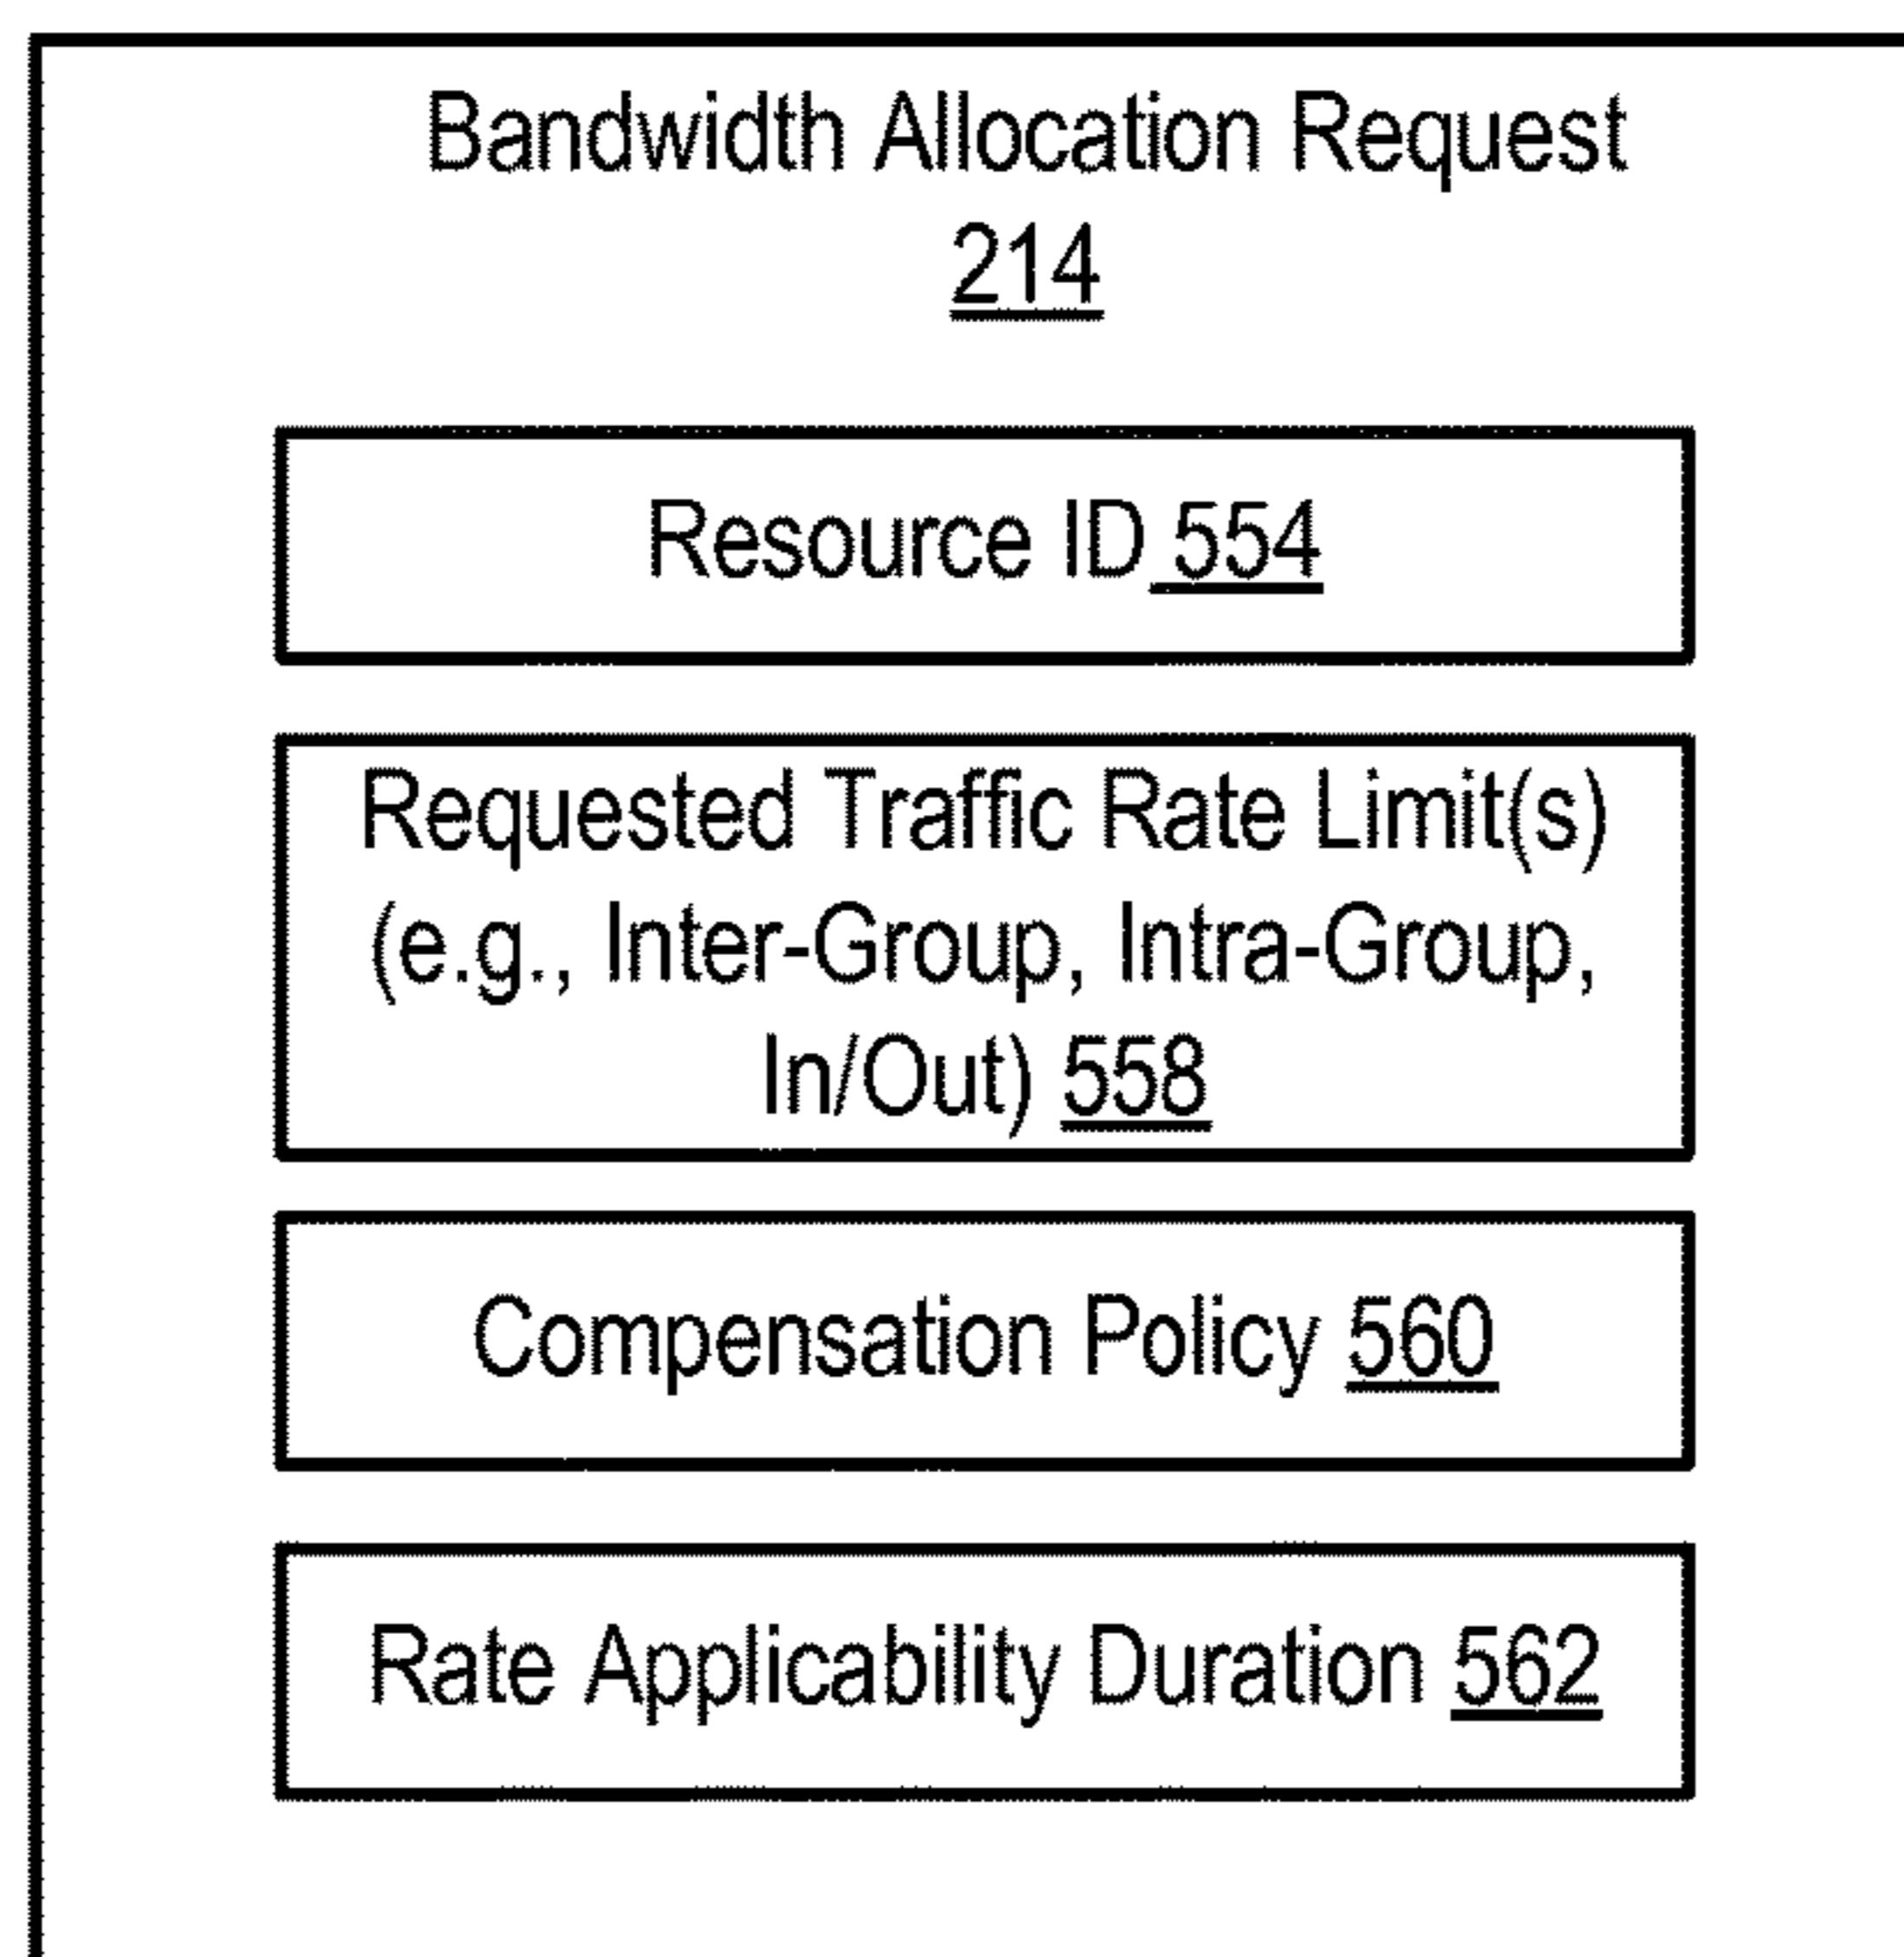 Bandwidth Allocation Request
214
Resource ID 554
Requested Traffic Rate Limit(s)
(e.g., Inter-Group, Intra-Group,
In/Out) 558
Compensation Policy 560
Rate Applicability Duration 562